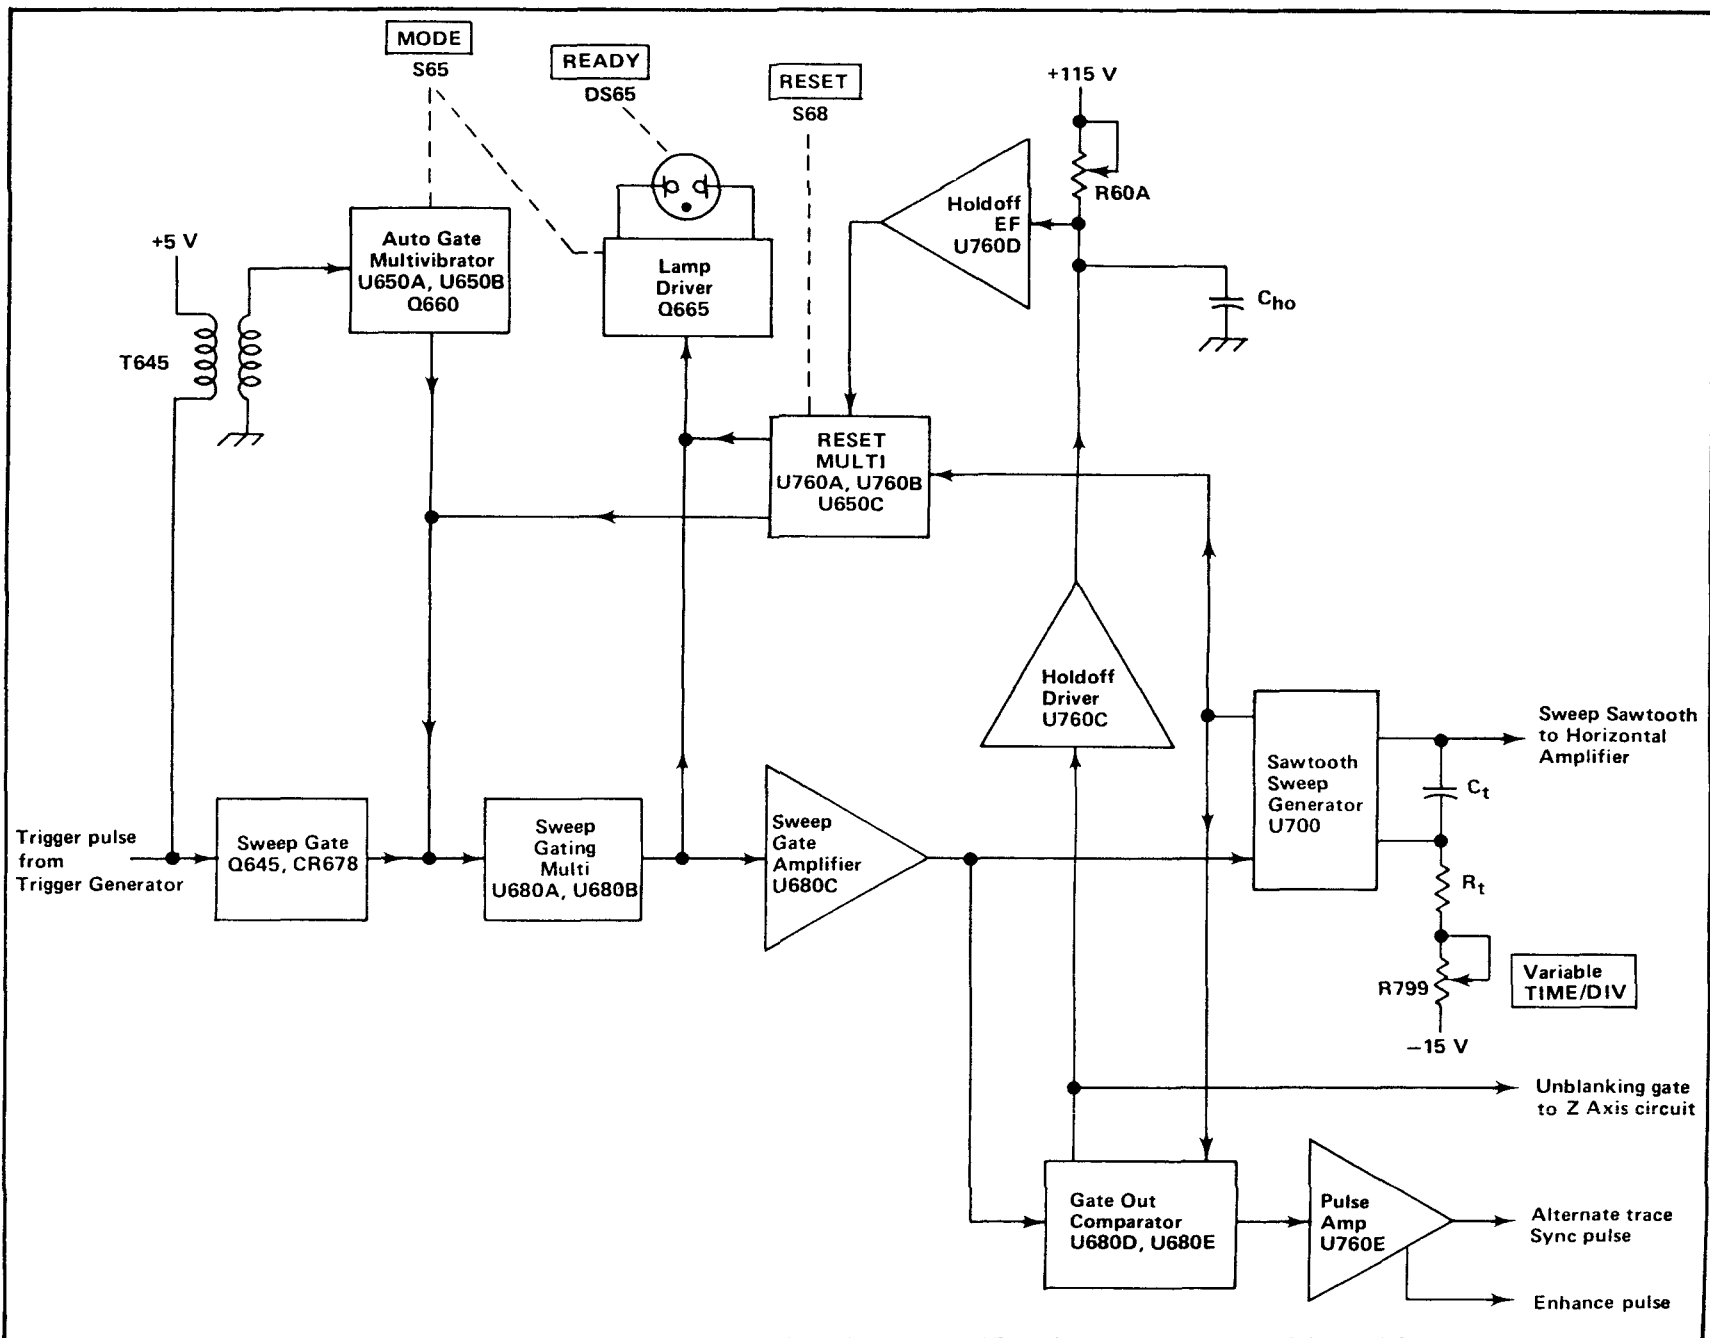 MODE
S65
READY
DS65
RESET
S68
+115 V
R60A
Holdoff
EF
U760D
Cho
+5 V
T645
Auto Gate
Multivibrator
U650A, U650B
Q660
Lamp
Driver
Q665
RESET
MULTI
U760A, U760B
U650C
Holdoff
Driver
U760C
Sawtooth
Sweep
Generator
U700
Sweep Sawtooth
to Horizontal
Amplifier
Ct
Rt
R799
Variable
TIME/DIV
−15 V
Trigger pulse
from
Trigger Generator
Sweep Gate
Q645, CR678
Sweep
Gating
Multi
U680A, U680B
Sweep
Gate
Amplifier
U680C
Unblanking gate
to Z Axis circuit
Gate Out
Comparator
U680D, U680E
Pulse
Amp
U760E
Alternate trace
Sync pulse
Enhance pulse